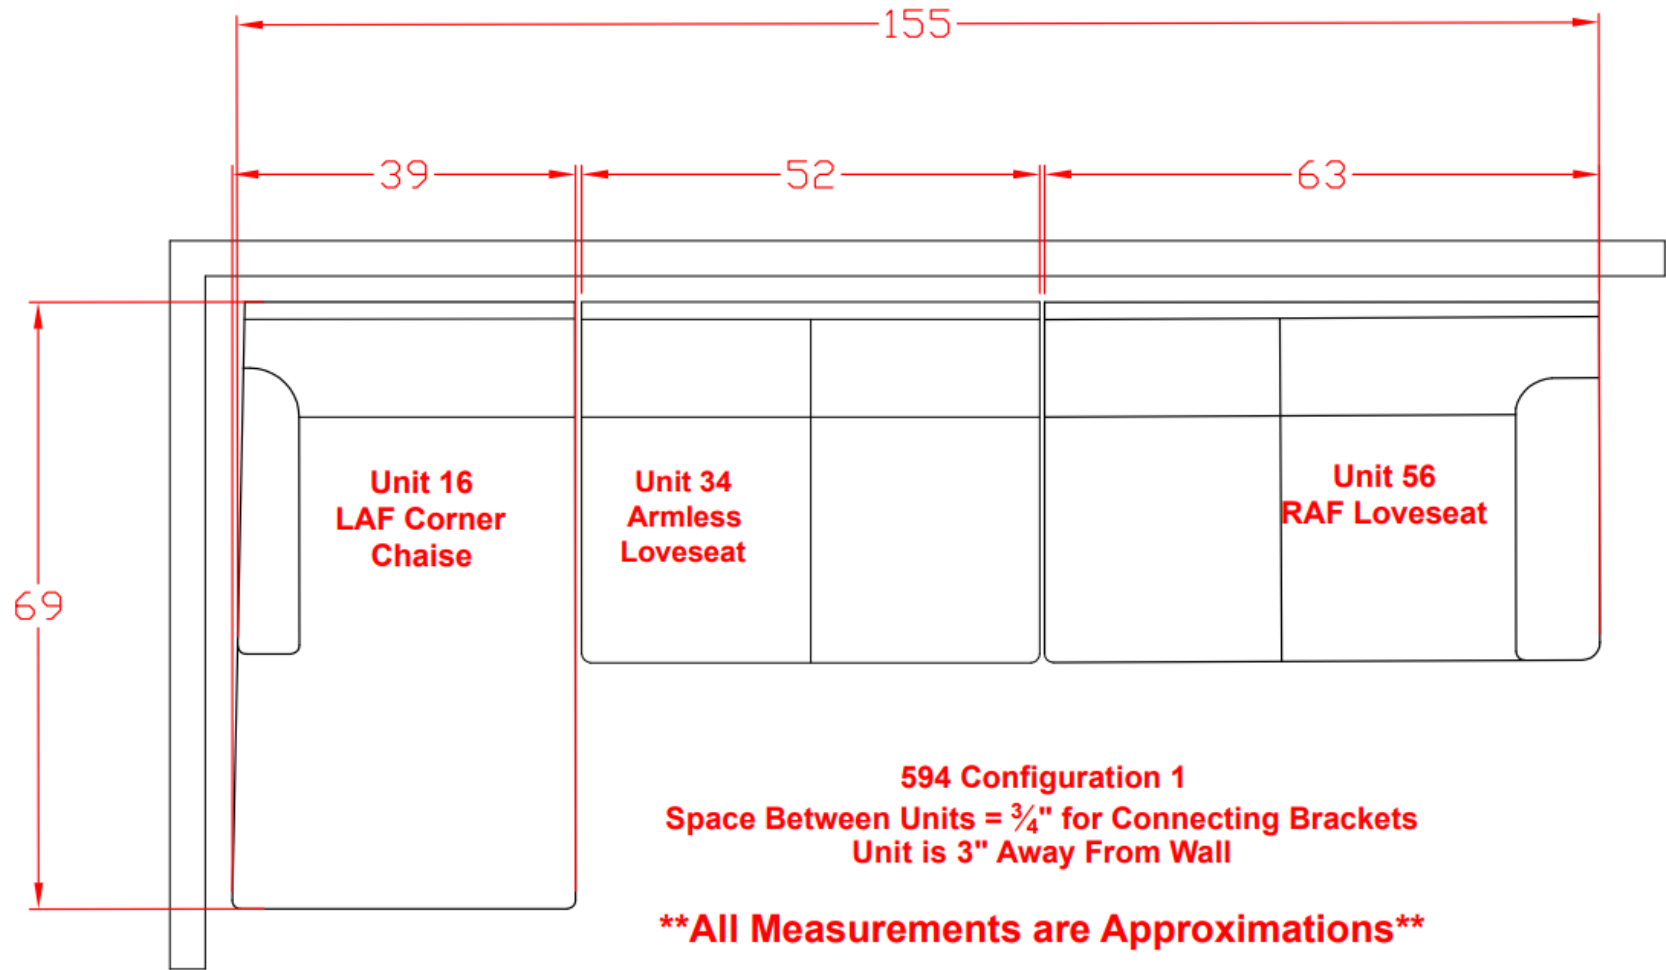 155
39
52
63
69
Unit 16
LAF Corner
Chaise
Unit 34
Armless
Loveseat
Unit 56
RAF Loveseat
594 Configuration 1
Space Between Units = ¾" for Connecting Brackets
Unit is 3" Away From Wall
**All Measurements are Approximations**